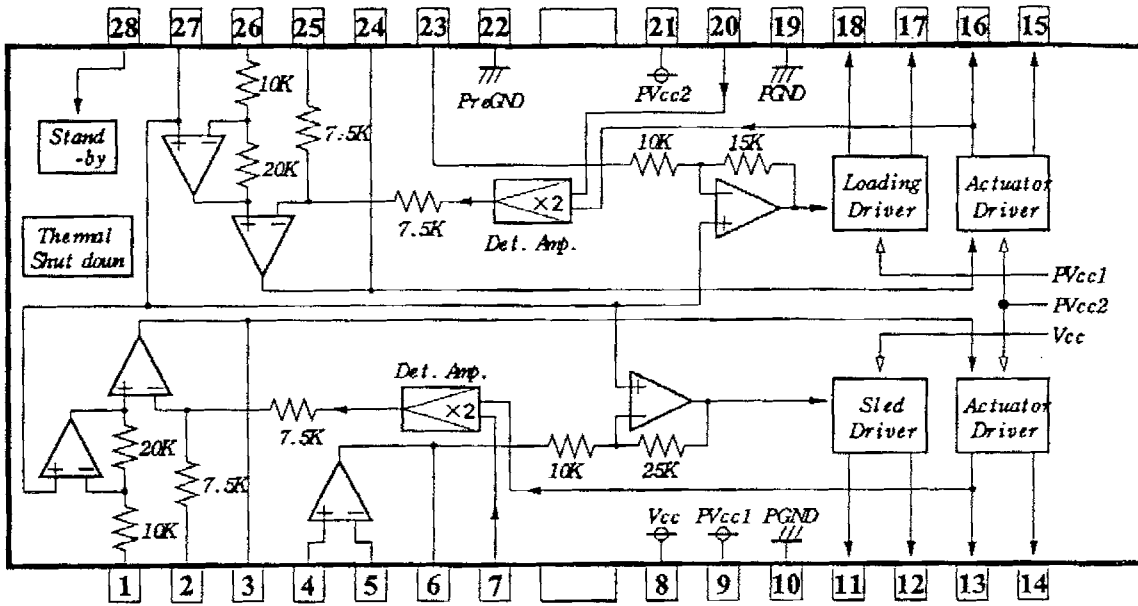 28 27 26 25 24 23 22 21 20 19 18 17 16 15
10K
PreGND
PVcc2
PGND
Stand
-by
7.5K
10K
15K
20K
+ −
×2
Loading
Driver
Actuator
Driver
7.5K
Det. Amp.
−
+
+ −
Thermal
Shut down
PVcc1
PVcc2
Vcc
Det. Amp.
+ −
×2
+
−
Sled
Driver
Actuator
Driver
7.5K
20K
10K
25K
+ −
7.5K
+ −
10K
Vcc
PVcc1
PGND
1 2 3 4 5 6 7 8 9 10 11 12 13 14